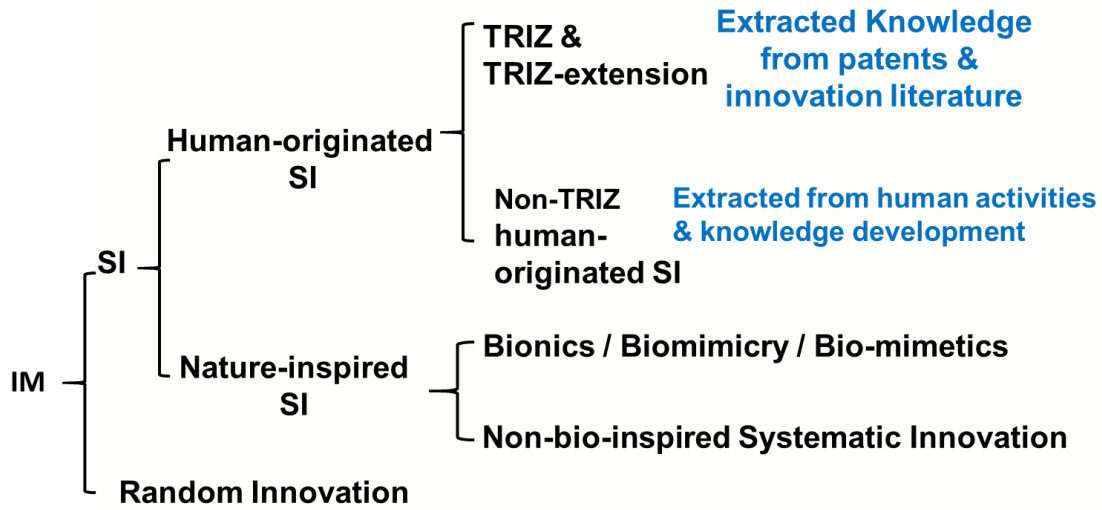 TRIZ &
TRIZ-extension
Extracted Knowledge
from patents &
innovation literature
Human-originated
SI
Non-TRIZ
human-
originated SI
Extracted from human activities
& knowledge development
SI
Bionics / Biomimicry / Bio-mimetics
Nature-inspired
SI
IM
Non-bio-inspired Systematic Innovation
Random Innovation